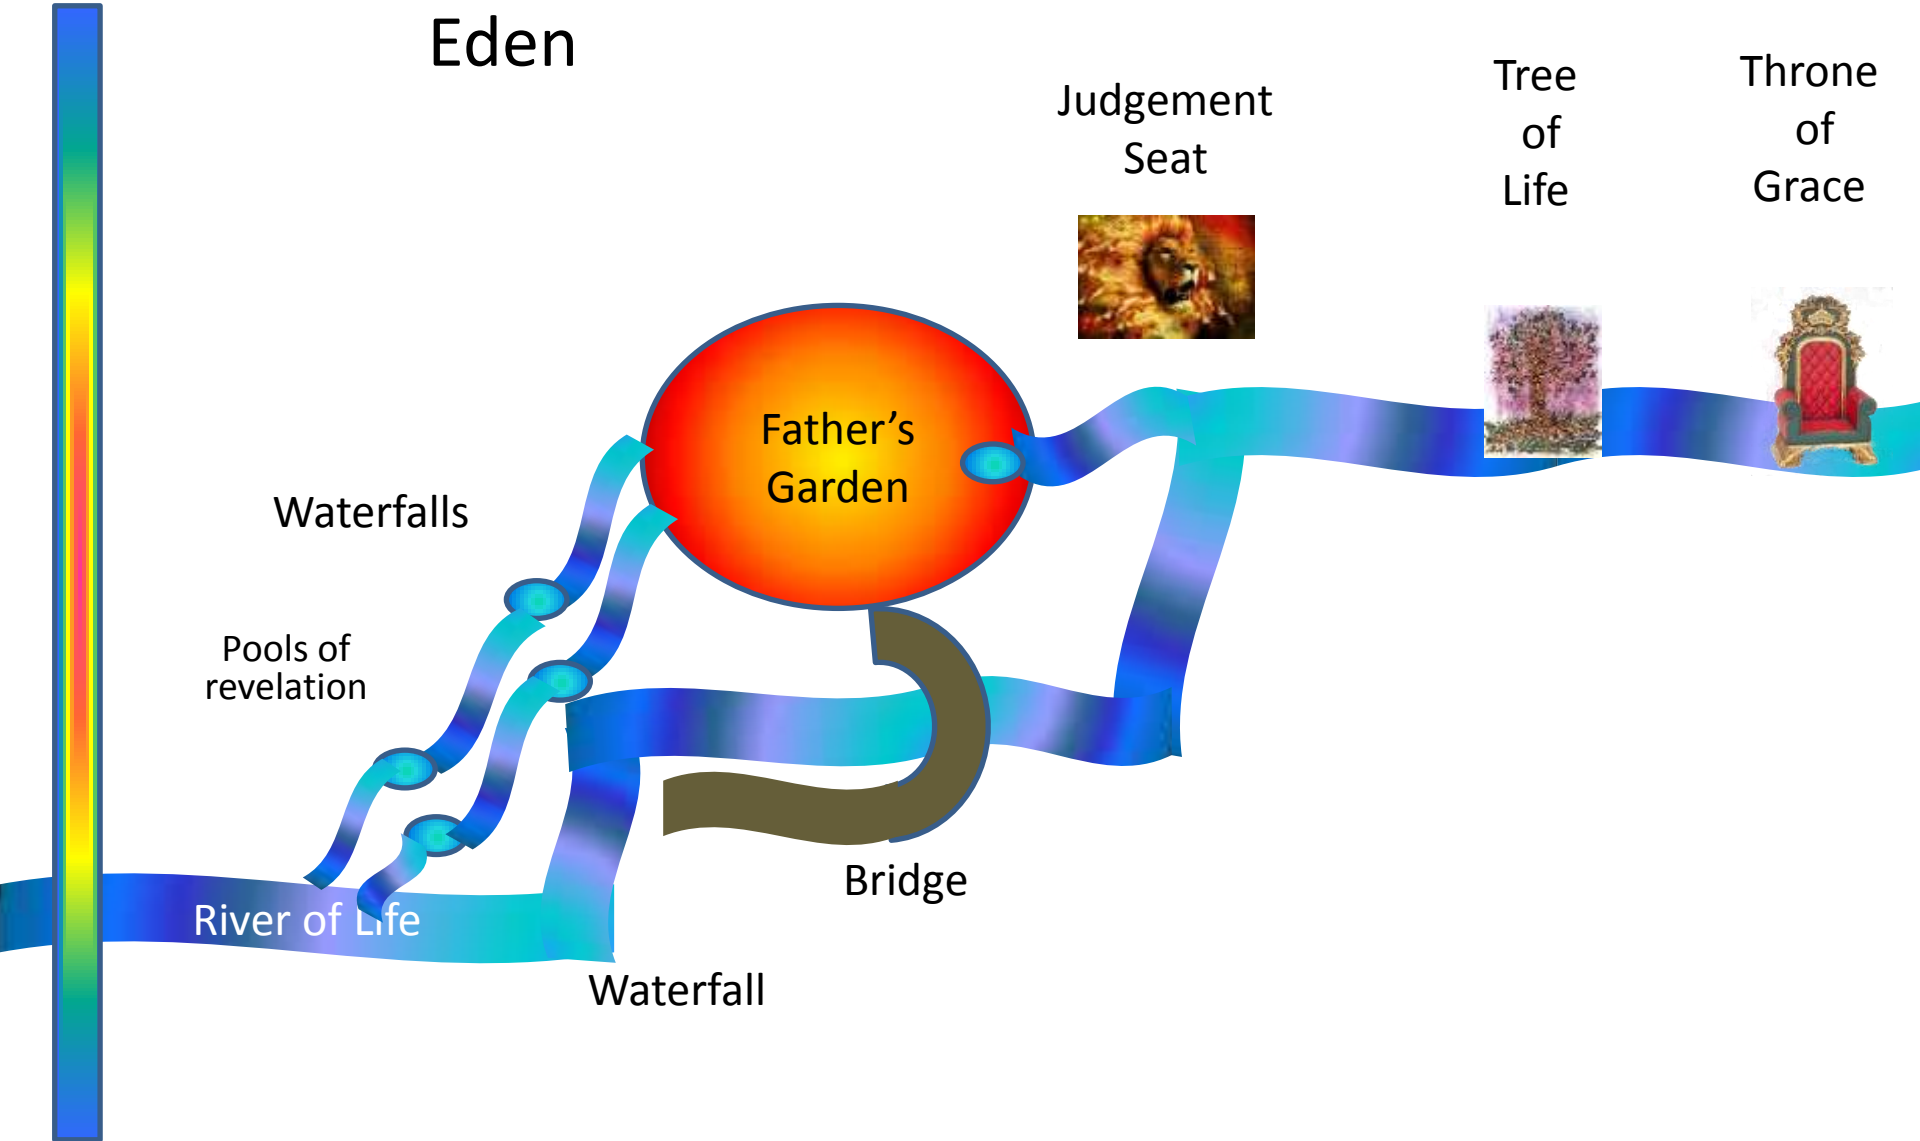 Eden
Judgement
Seat
Tree
of
Life
Throne
of
Grace
Father’s
Garden
Waterfalls
Pools of
revelation
Bridge
River of Life
Waterfall